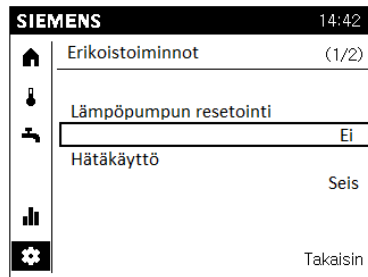 SIEMENS 14:42
Erikoistoiminnot (1/2)
Lämpöpumpun resetointi
Ei
Hätäkäyttö
Seis
Takaisin